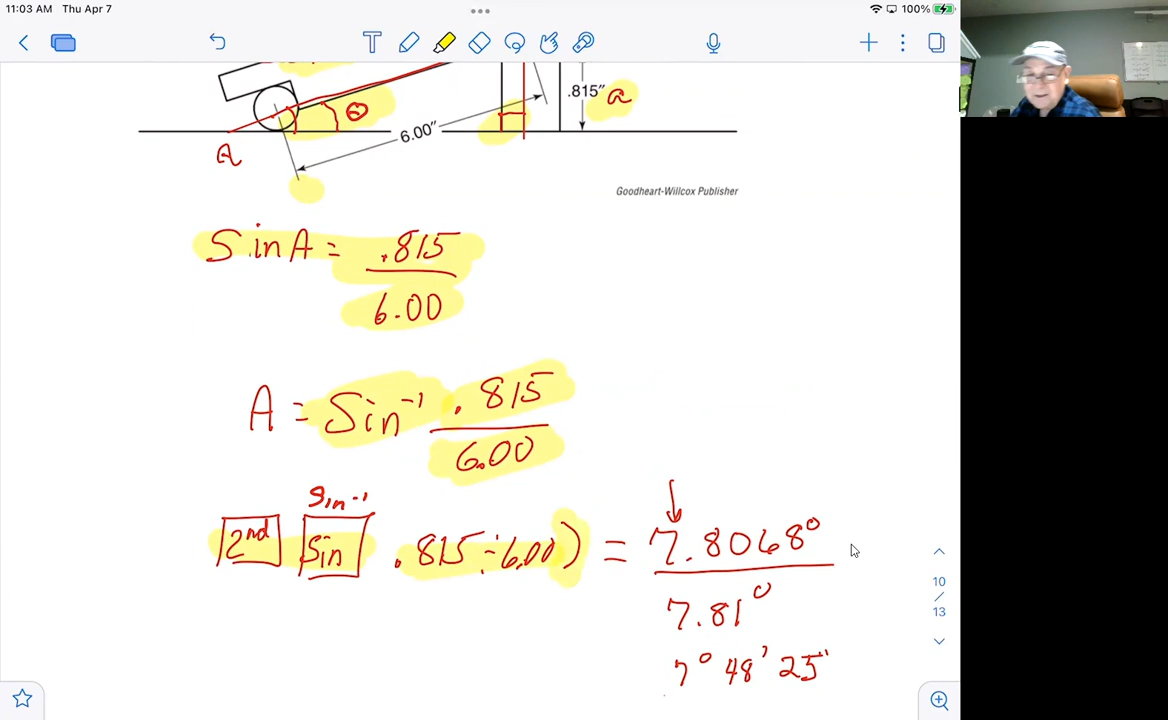 11:03 AM Thu Apr 7
100%
T
.815" a
θ
6.00"
A
Goodheart-Willcox Publisher
Sin A = .815
6.00
A = Sin⁻¹ .815
6.00
Sin⁻¹
2nd Sin .815÷6.00) = 7.8068°
7.81°
7° 48' 25"
10
/
13